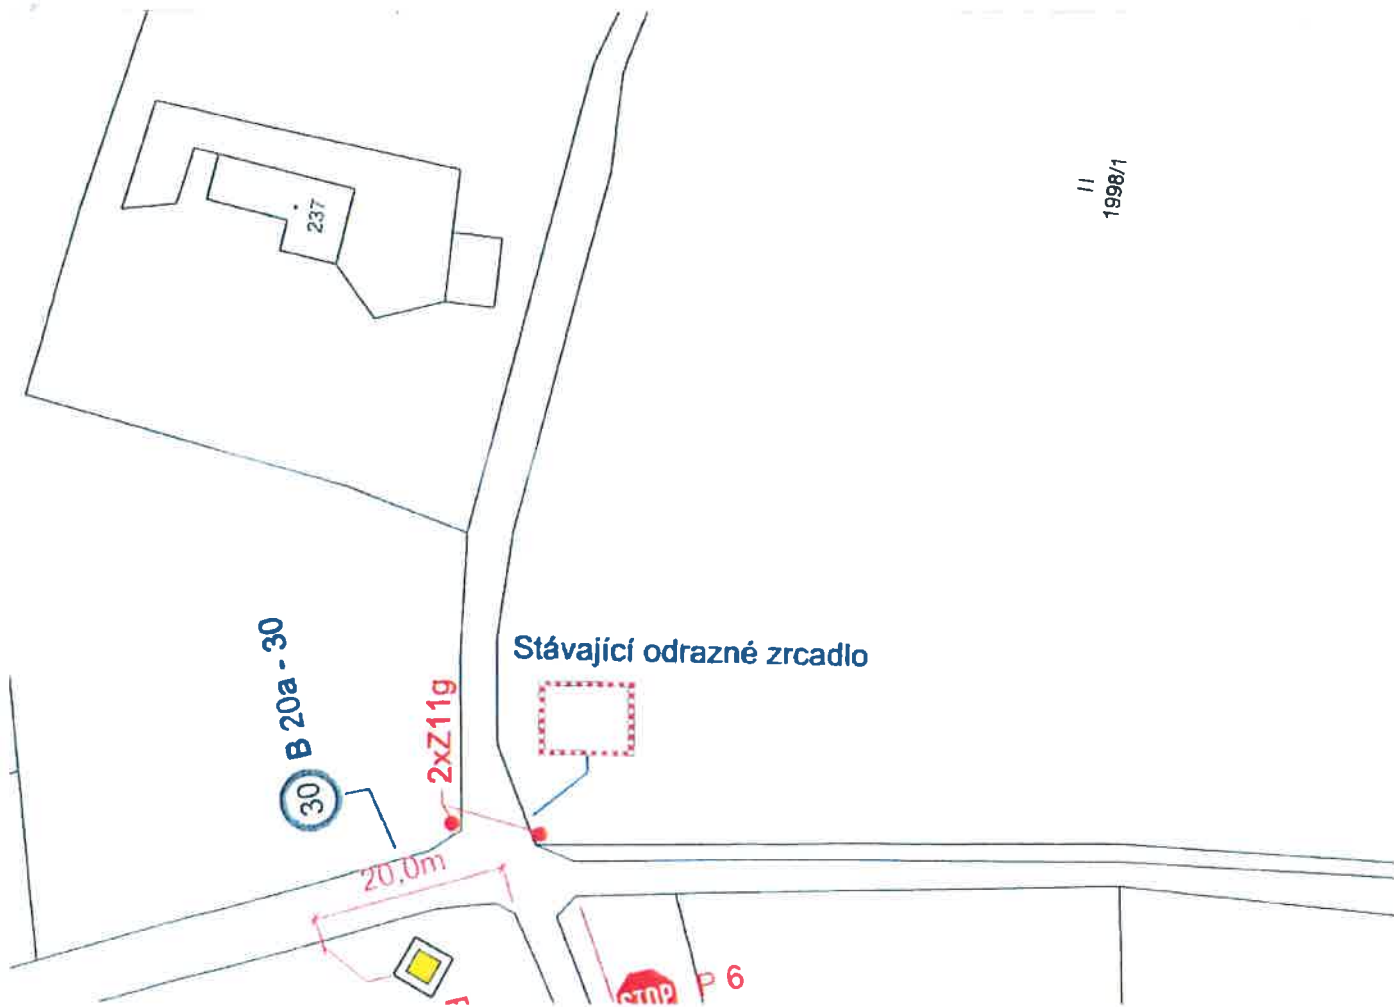 237
II
1998/1
B 20a - 30
30
2xZ11g
Stávající odrazné zrcadlo
20,0m
STOP
P 6